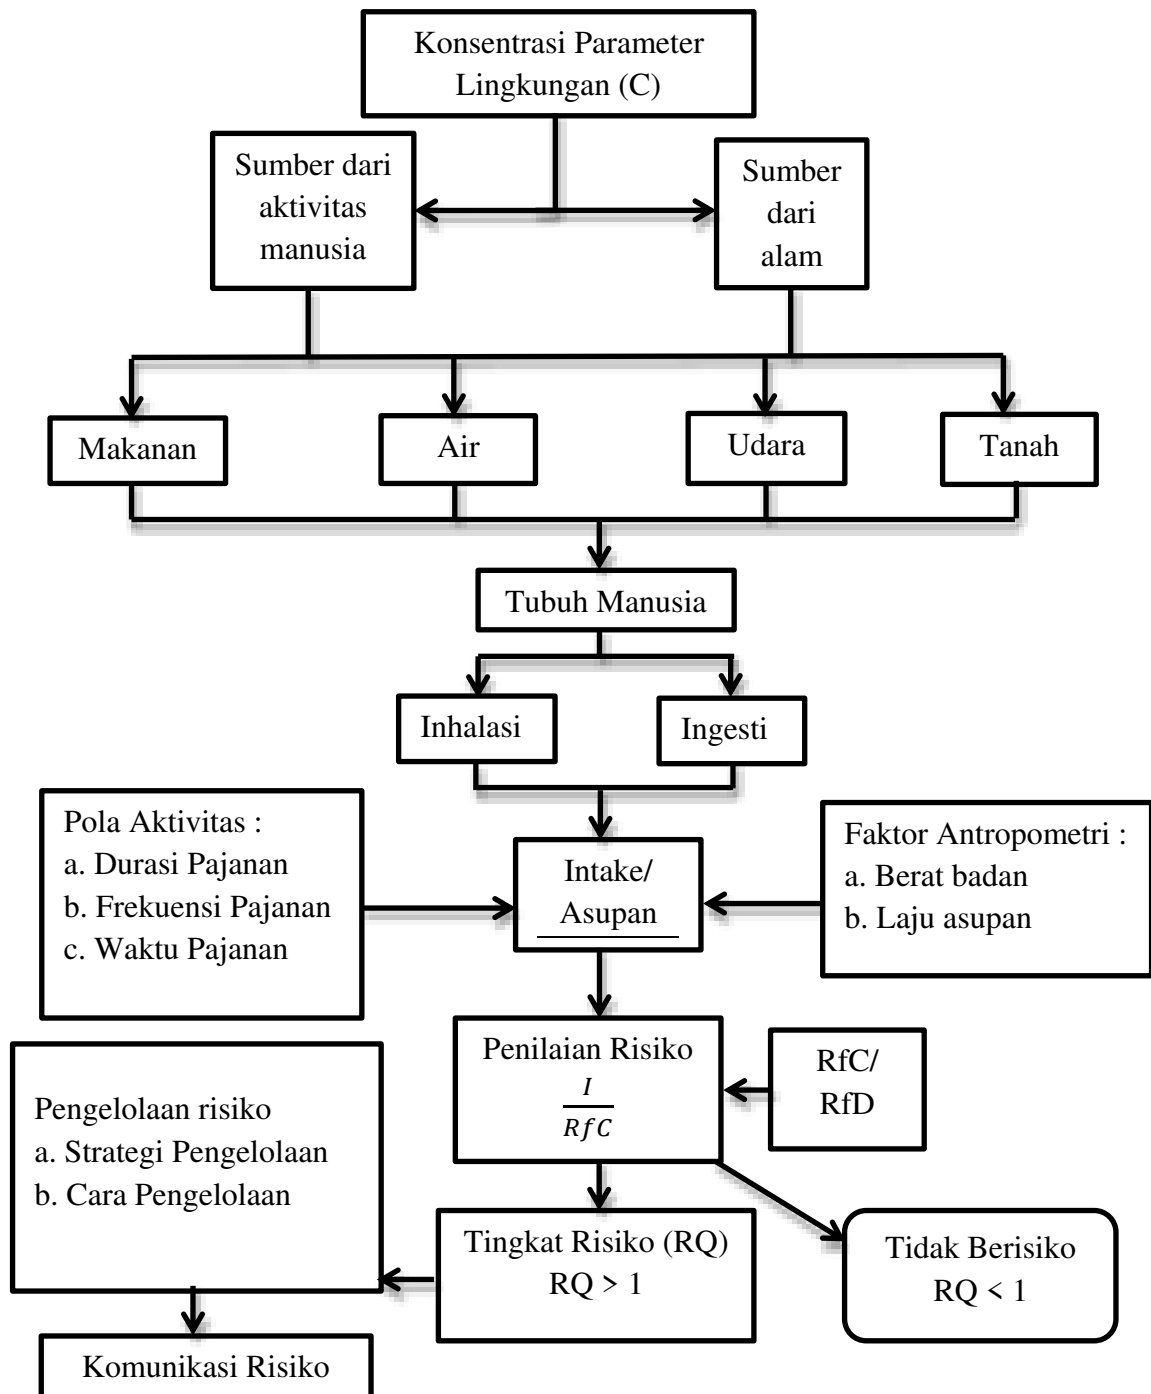 Konsentrasi Parameter
Lingkungan (C)
Sumber dari
aktivitas
manusia
Sumber
dari
alam
Makanan
Air
Udara
Tanah
Tubuh Manusia
Inhalasi
Ingesti
Pola Aktivitas :
a. Durasi Pajanan
b. Frekuensi Pajanan
c. Waktu Pajanan
Intake/
Asupan
Faktor Antropometri :
a. Berat badan
b. Laju asupan
Penilaian Risiko
I
RfC
RfC/
RfD
Pengelolaan risiko
a. Strategi Pengelolaan
b. Cara Pengelolaan
Tingkat Risiko (RQ)
RQ > 1
Tidak Berisiko
RQ < 1
Komunikasi Risiko